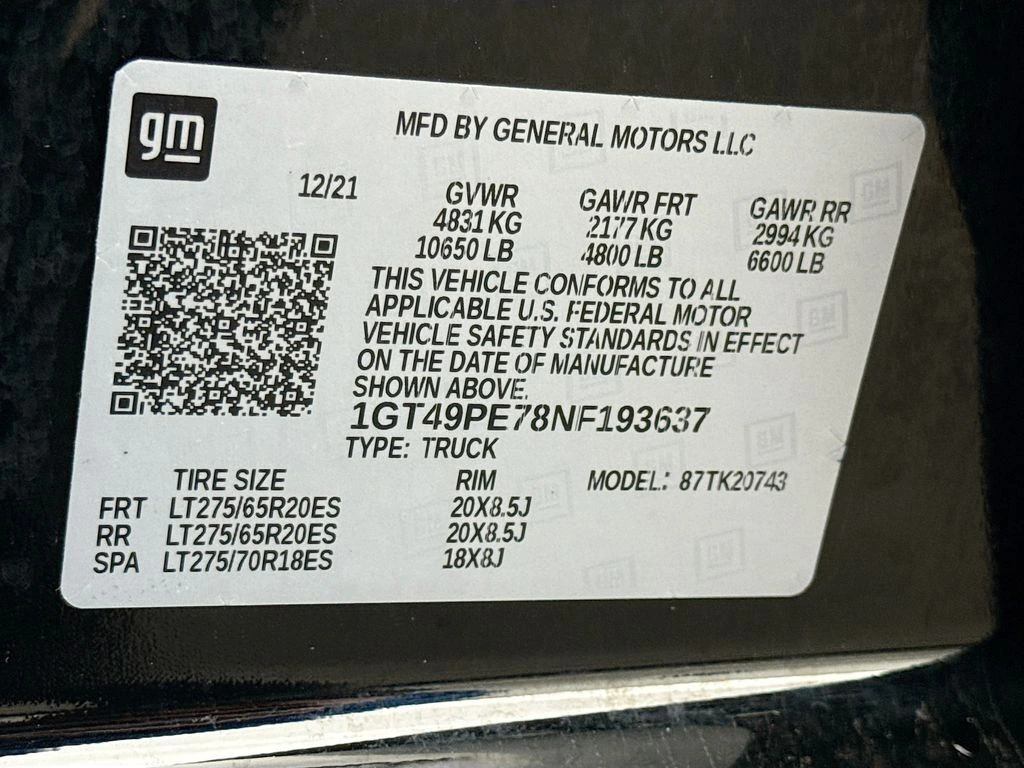 gm
MFD BY GENERAL MOTORS LLC
12/21 GVWR GAWR FRT GAWR RR
4831 KG 2177 KG 2994 KG
10650 LB 4800 LB 6600 LB
THIS VEHICLE CONFORMS TO ALL
APPLICABLE U.S. FEDERAL MOTOR
VEHICLE SAFETY STANDARDS IN EFFECT
ON THE DATE OF MANUFACTURE
SHOWN ABOVE.
1GT49PE78NF193637
TYPE: TRUCK
TIRE SIZE RIM MODEL: 87TK20743
FRT LT275/65R20ES 20X8.5J
RR LT275/65R20ES 20X8.5J
SPA LT275/70R18ES 18X8J